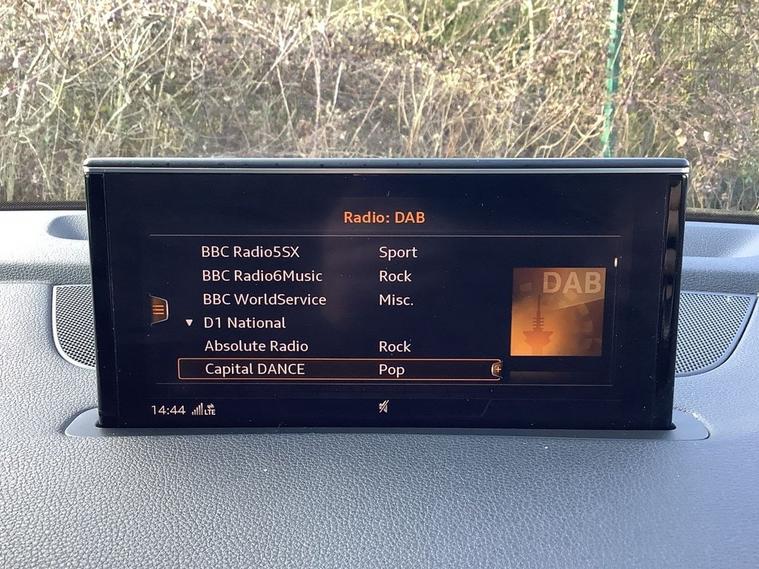 Radio: DAB
BBC Radio5SX Sport
BBC Radio6Music Rock
BBC WorldService Misc.
D1 National
Absolute Radio Rock
Capital DANCE Pop
DAB
14:44 LTE